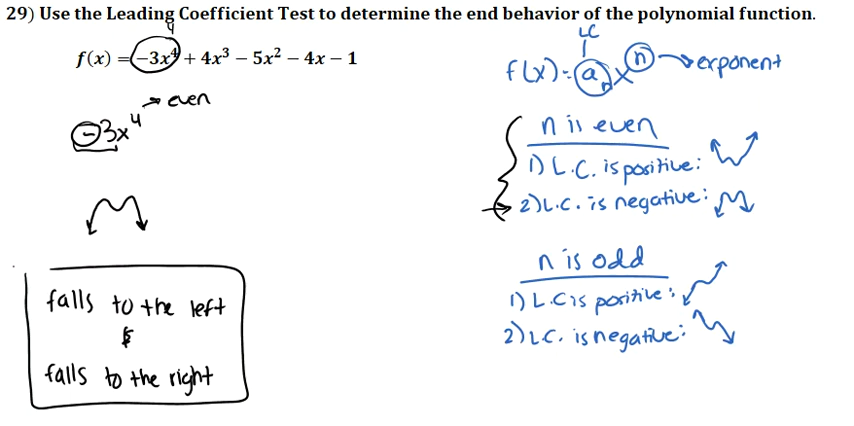 29) Use the Leading Coefficient Test to determine the end behavior of the polynomial function.
4
f(x) = −3x⁴ + 4x³ − 5x² − 4x − 1
→ even
−3x⁴
falls to the left
&
falls to the right
LC
f(x) = aₙxⁿ → exponent
n is even
1) L.C. is positive:
2) L.C. is negative:
n is odd
1) L.C is positive:
2) L.C. is negative: